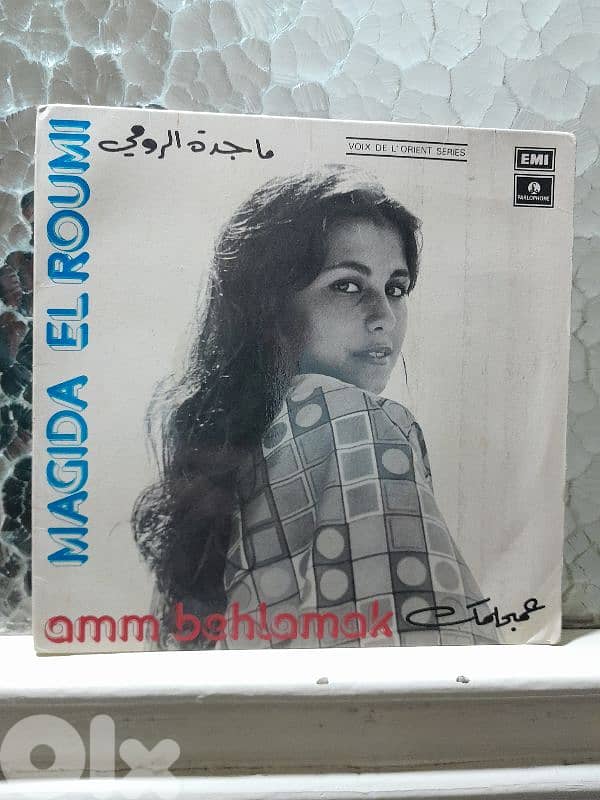 MAGIDA EL ROUMI
ماجدة الرومي
VOIX DE L'ORIENT SERIES
EMI
PARLOPHONE
amm behlamak
عم بحلمك
olx